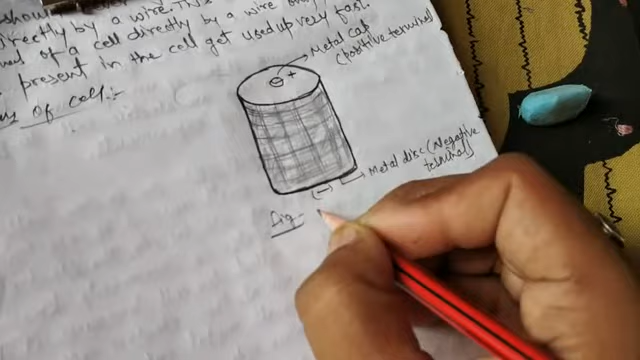 directly by a wire. This
of a cell directly by a wire
present in the cell get used up very fast.
of cell:-
Metal cap
(positive terminal)
+
Metal disc (Negative
terminal)
(-)
fig-